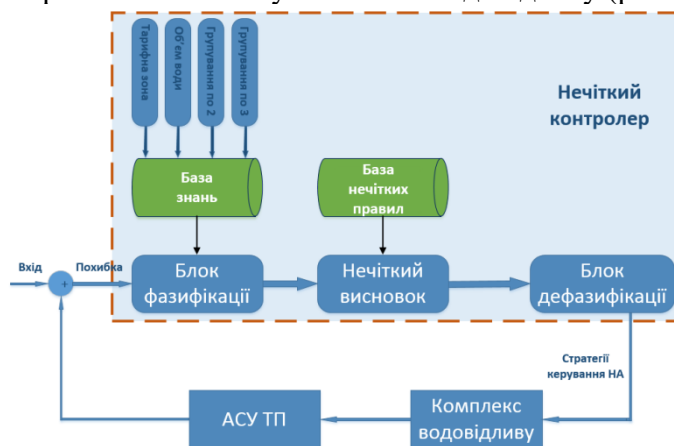 Тарифна зона
Об'єм води
Групування по 2
Групування по 3
Нечіткий
контролер
База
знань
База
нечітких
правил
Вхід
+
Похибка
Блок
фазифікації
Нечіткий
висновок
Блок
дефазифікації
Стратегії
керування НА
АСУ ТП
Комплекс
водовідливу